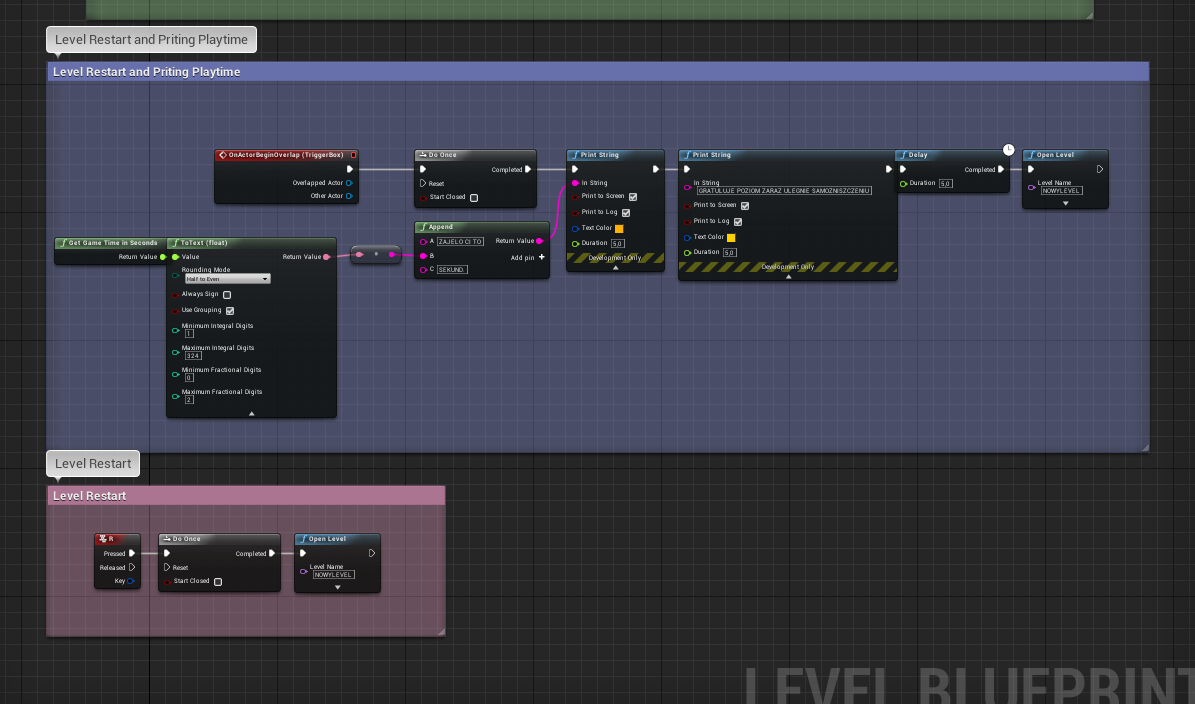 Level Restart and Priting Playtime
Level Restart and Priting Playtime
OnActorBeginOverlap (TriggerBox)
Overlapped Actor
Other Actor
Do Once
Completed
Reset
Start Closed
Print String
In String
Print to Screen
Print to Log
Text Color
Duration 5,0
Development Only
Print String
In String
GRATULUJE POZIOM ZARAZ ULEGNIE SAMOZNISZCZENIU
Print to Screen
Print to Log
Text Color
Duration 5,0
Development Only
Delay
Completed
Duration 5,0
Open Level
Level Name
NOWYLEVEL
Get Game Time in Seconds
Return Value
ToText (float)
Value
Return Value
Rounding Mode
Half to Even
Always Sign
Use Grouping
Minimum Integral Digits
1
Maximum Integral Digits
324
Minimum Fractional Digits
0
Maximum Fractional Digits
2
Append
A ZAJELO CI TO
Return Value
B
Add pin +
C SEKUND.
Level Restart
Level Restart
R
Pressed
Released
Key
Do Once
Completed
Reset
Start Closed
Open Level
Level Name
NOWYLEVEL
LEVEL BLUEPRINT